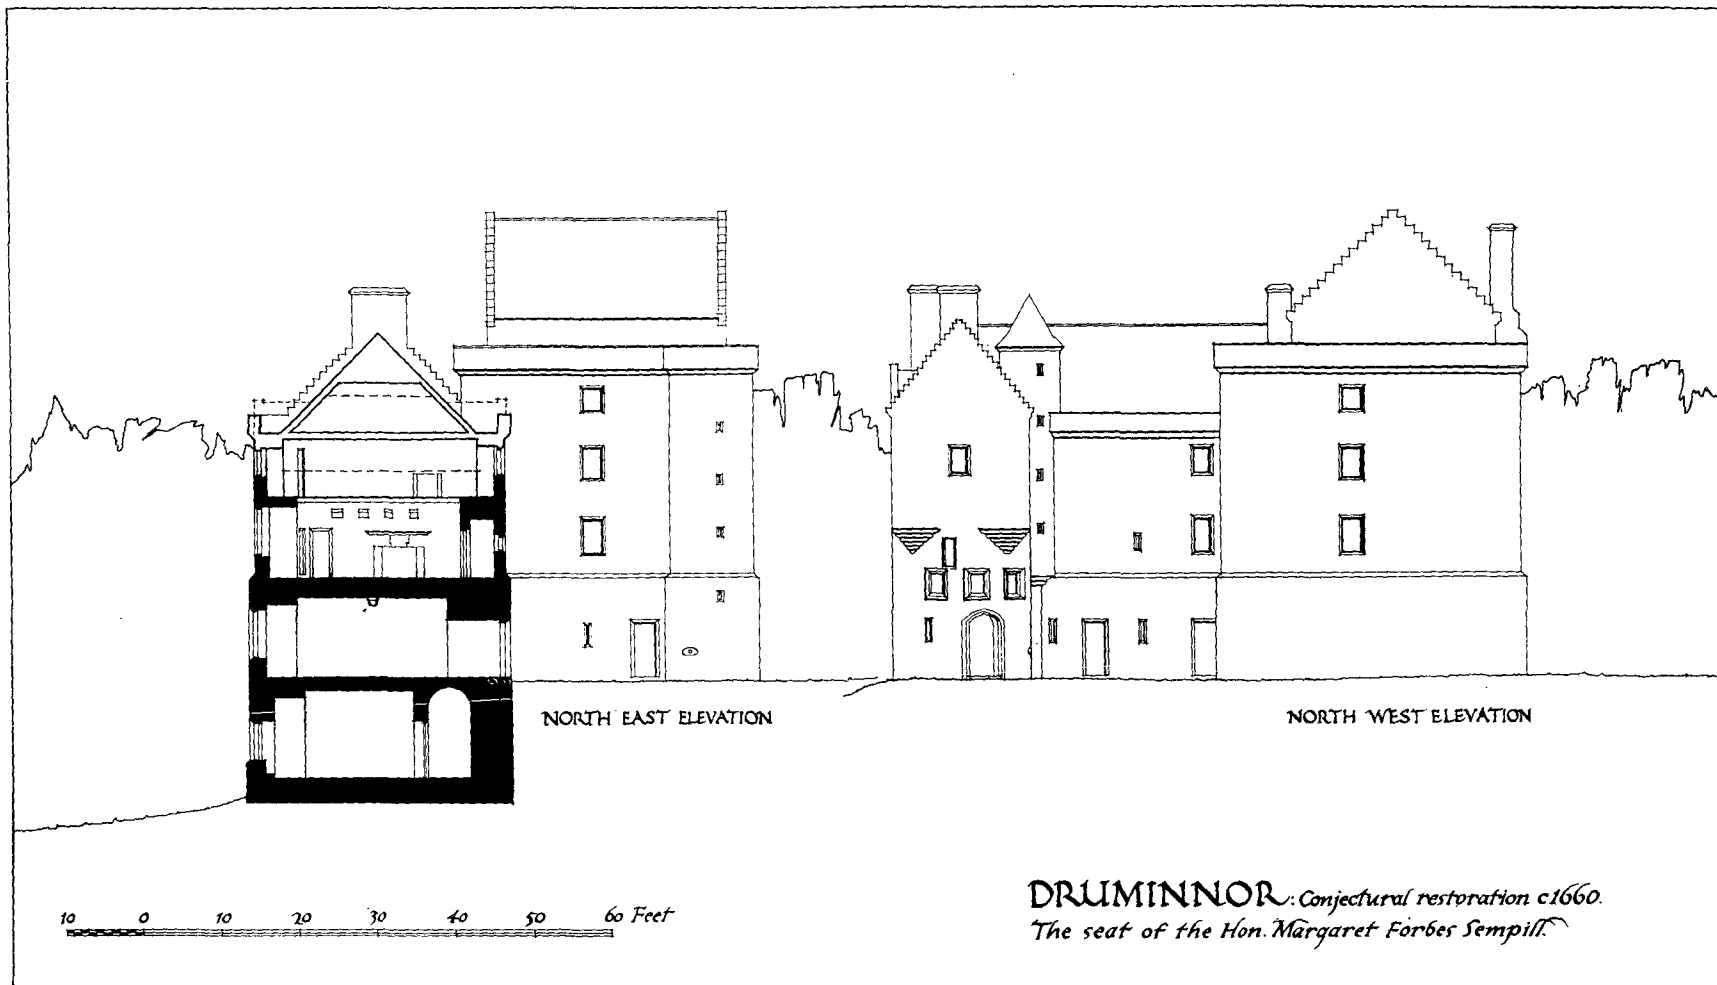 NORTH EAST ELEVATION
NORTH WEST ELEVATION
10 0 10 20 30 40 50 60 Feet
DRUMINNOR: Conjectural restoration c1660.
The seat of the Hon. Margaret Forbes Sempill.